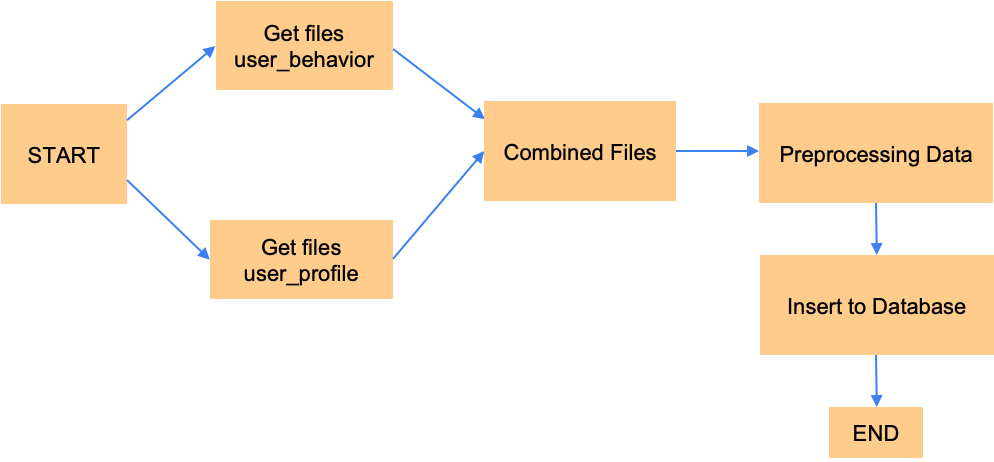 START
Get files
user_behavior
Get files
user_profile
Combined Files
Preprocessing Data
Insert to Database
END